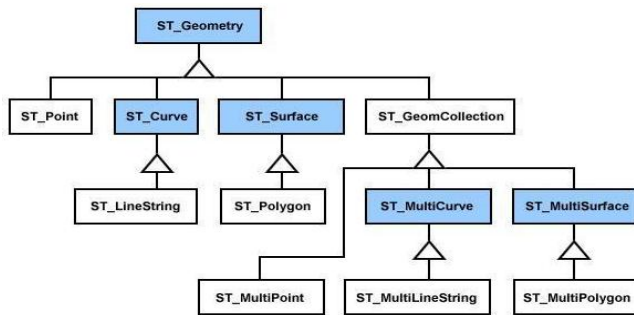 ST_Geometry
ST_Point
ST_Curve
ST_Surface
ST_GeomCollection
ST_LineString
ST_Polygon
ST_MultiCurve
ST_MultiSurface
ST_MultiPoint
ST_MultiLineString
ST_MultiPolygon